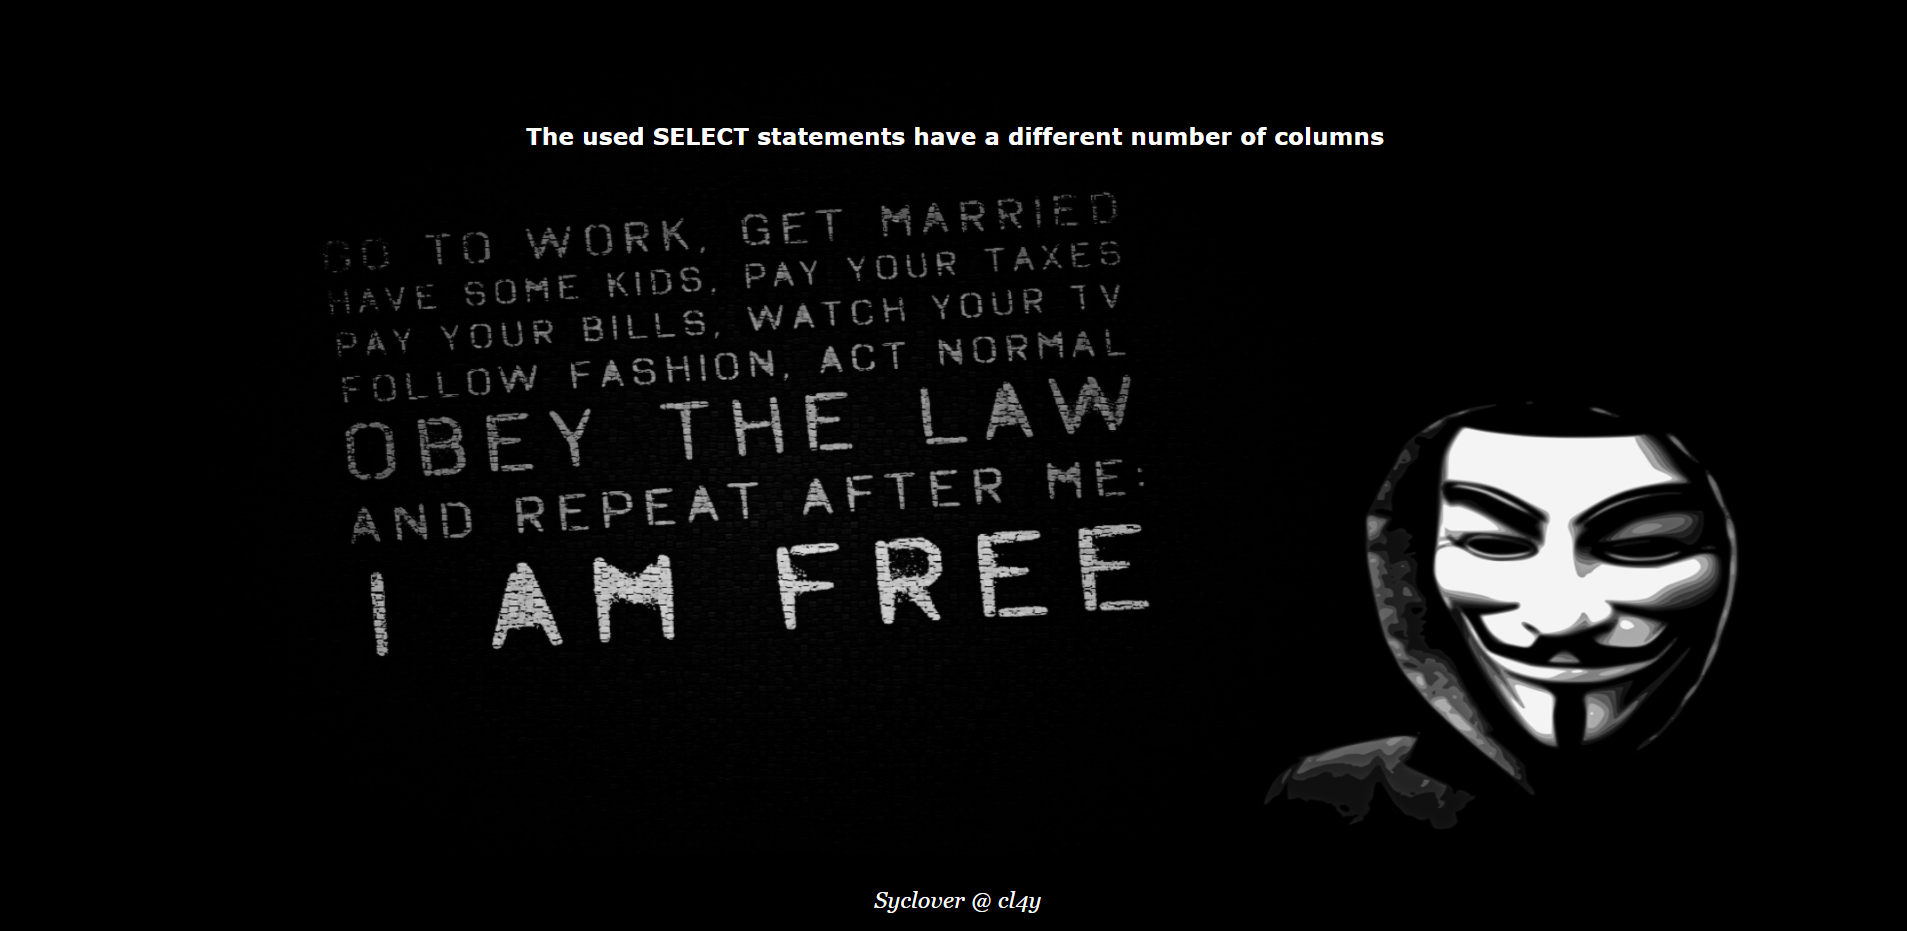 The used SELECT statements have a different number of columns
GO TO WORK, GET MARRIED
HAVE SOME KIDS, PAY YOUR TAXES
PAY YOUR BILLS, WATCH YOUR TV
FOLLOW FASHION, ACT NORMAL
OBEY THE LAW
AND REPEAT AFTER ME:
I AM FREE
Syclover @ cl4y